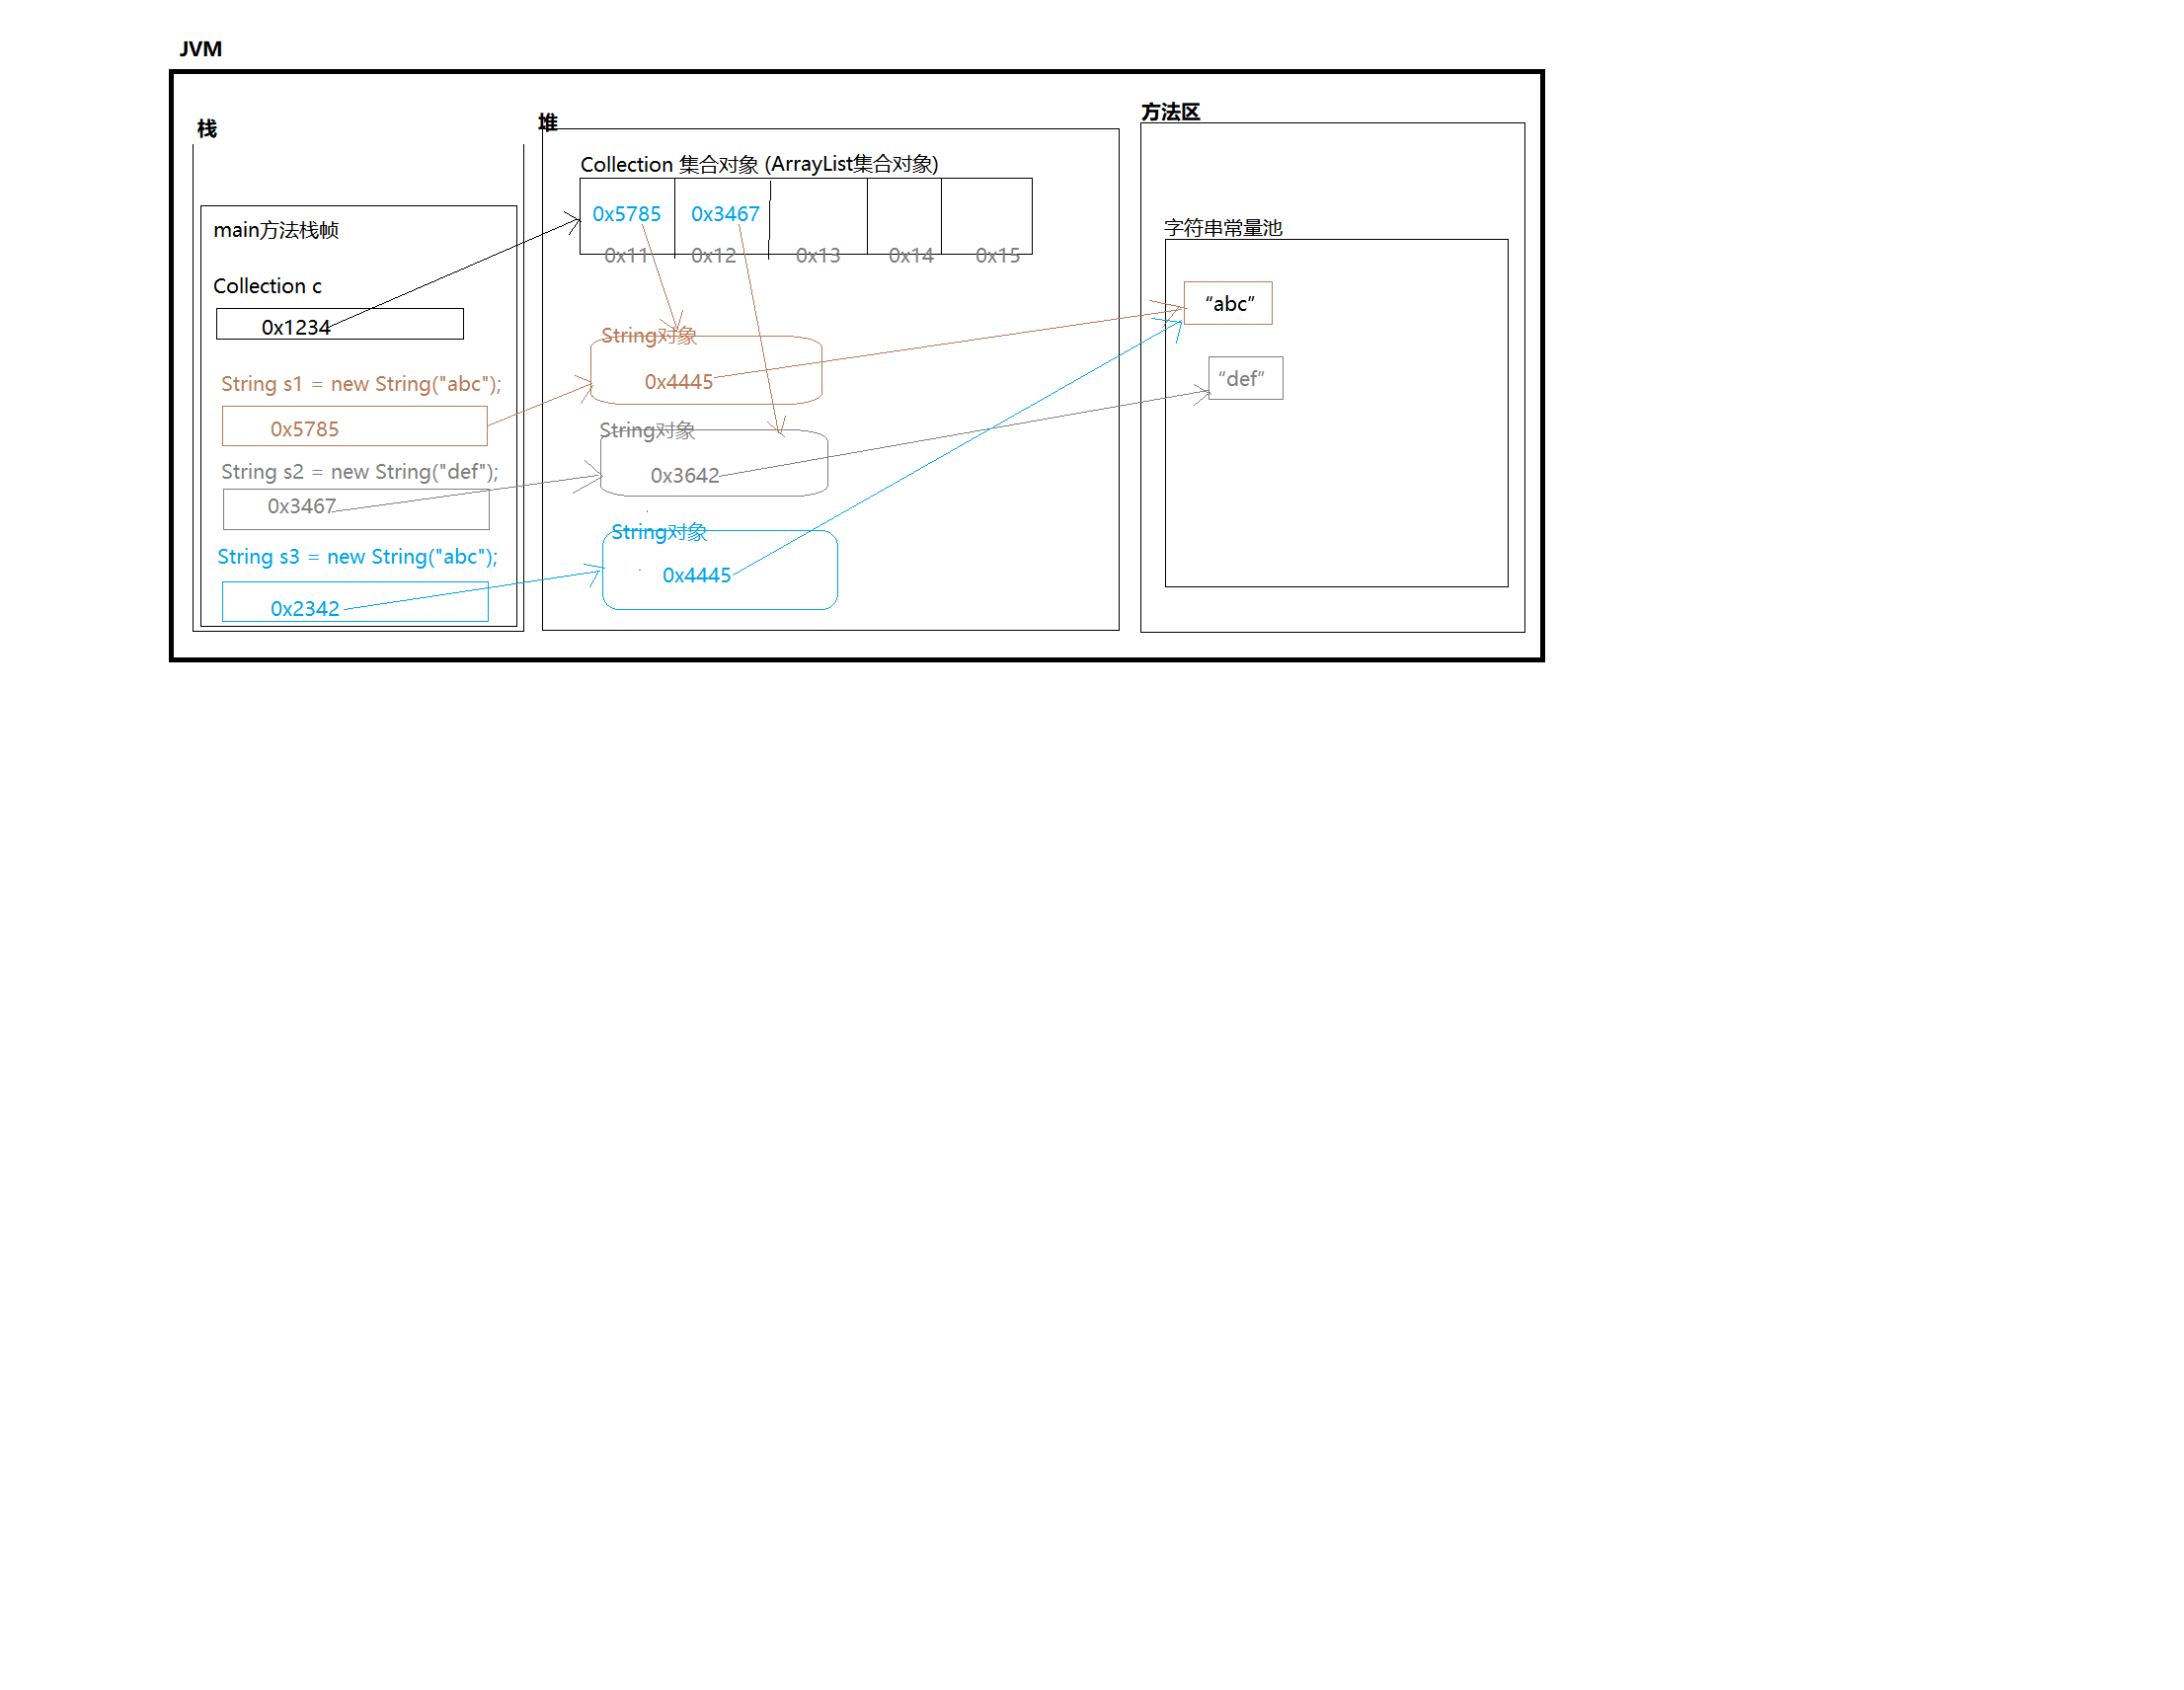 JVM
栈
main方法栈帧
Collection c
0x1234
String s1 = new String("abc");
0x5785
String s2 = new String("def");
0x3467
String s3 = new String("abc");
0x2342
堆
Collection 集合对象 (ArrayList集合对象)
0x5785 0x3467
0x11 0x12 0x13 0x14 0x15
String对象
0x4445
String对象
0x3642
String对象
0x4445
方法区
字符串常量池
“abc”
“def”